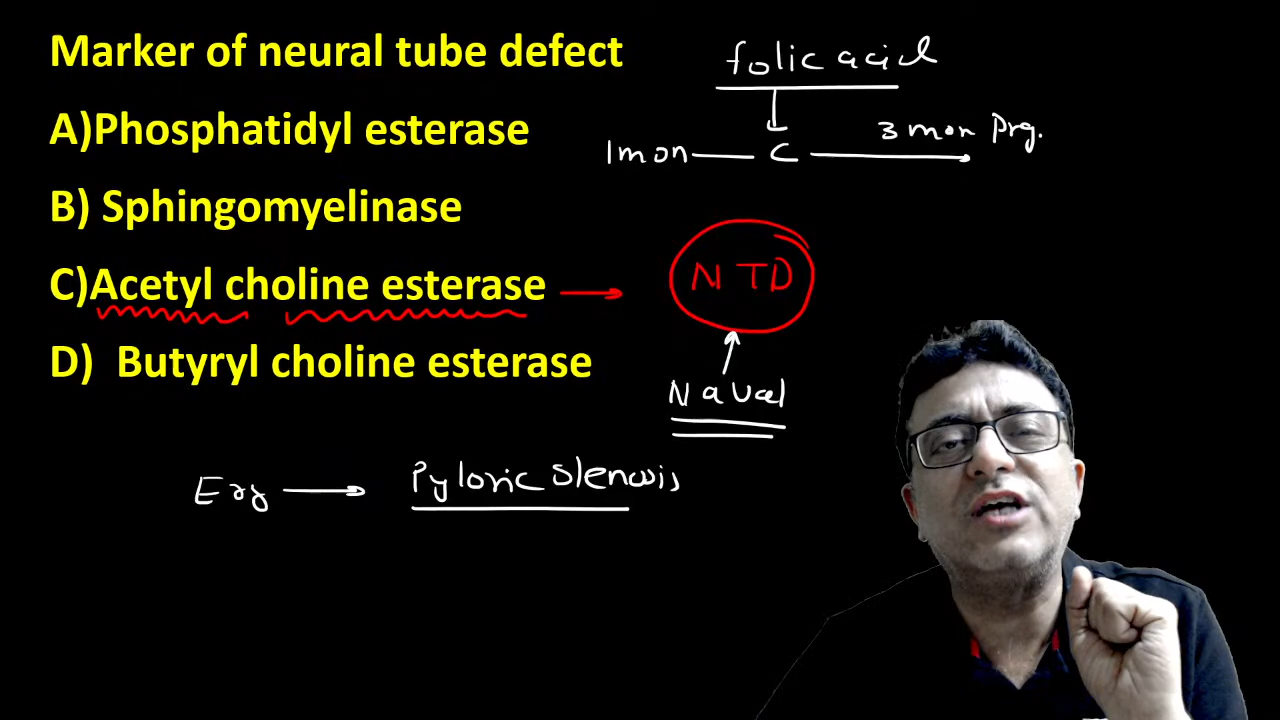 Marker of neural tube defect
A)Phosphatidyl esterase
B) Sphingomyelinase
C)Acetyl choline esterase
D) Butyryl choline esterase
folic acid
1mon C 3 mon Prg.
NTD
Naval
Ery Pyloric stenosis